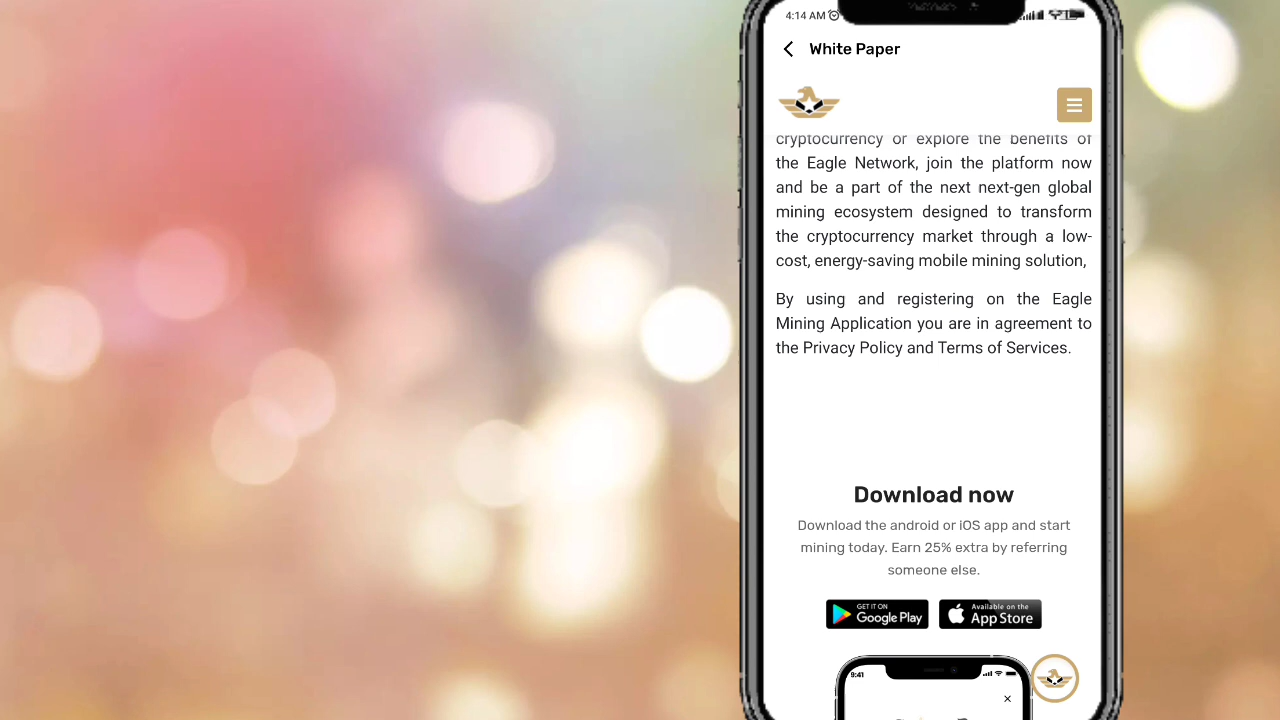 4:14 AM
White Paper
cryptocurrency or explore the benefits of
the Eagle Network, join the platform now
and be a part of the next next-gen global
mining ecosystem designed to transform
the cryptocurrency market through a low-
cost, energy-saving mobile mining solution,
By using and registering on the Eagle
Mining Application you are in agreement to
the Privacy Policy and Terms of Services.
Download now
Download the android or iOS app and start
mining today. Earn 25% extra by referring
someone else.
GET IT ON Available on the
Google Play App Store
9:41